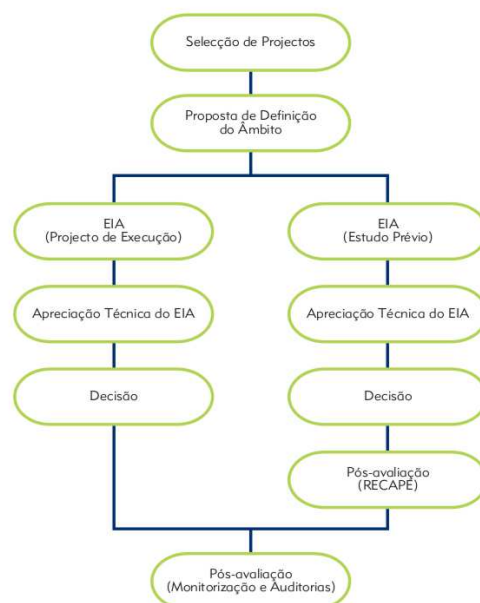 Selecção de Projectos
Proposta de Definição
do Âmbito
EIA
(Projecto de Execução)
EIA
(Estudo Prévio)
Apreciação Técnica do EIA
Apreciação Técnica do EIA
Decisão
Decisão
Pós-avaliação
(RECAPE)
Pós-avaliação
(Monitorização e Auditorias)